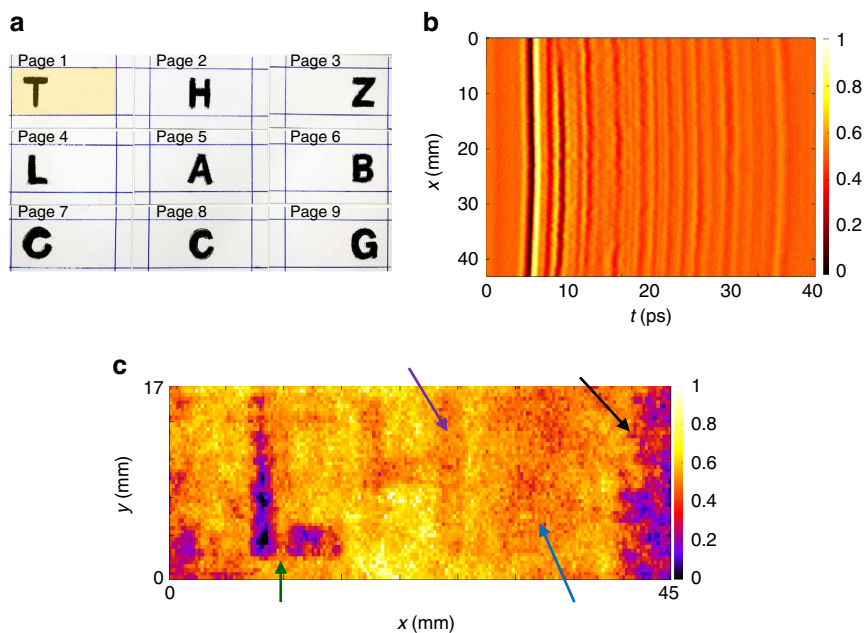 a
Page 1 Page 2 Page 3
T H Z
Page 4 Page 5 Page 6
L A B
Page 7 Page 8 Page 9
C C G
b
0
10
20
30
40
x (mm)
0 10 20 30 40
t (ps)
1
0.8
0.6
0.4
0.2
0
c
17
y (mm)
0
0 45
x (mm)
1
0.8
0.6
0.4
0.2
0